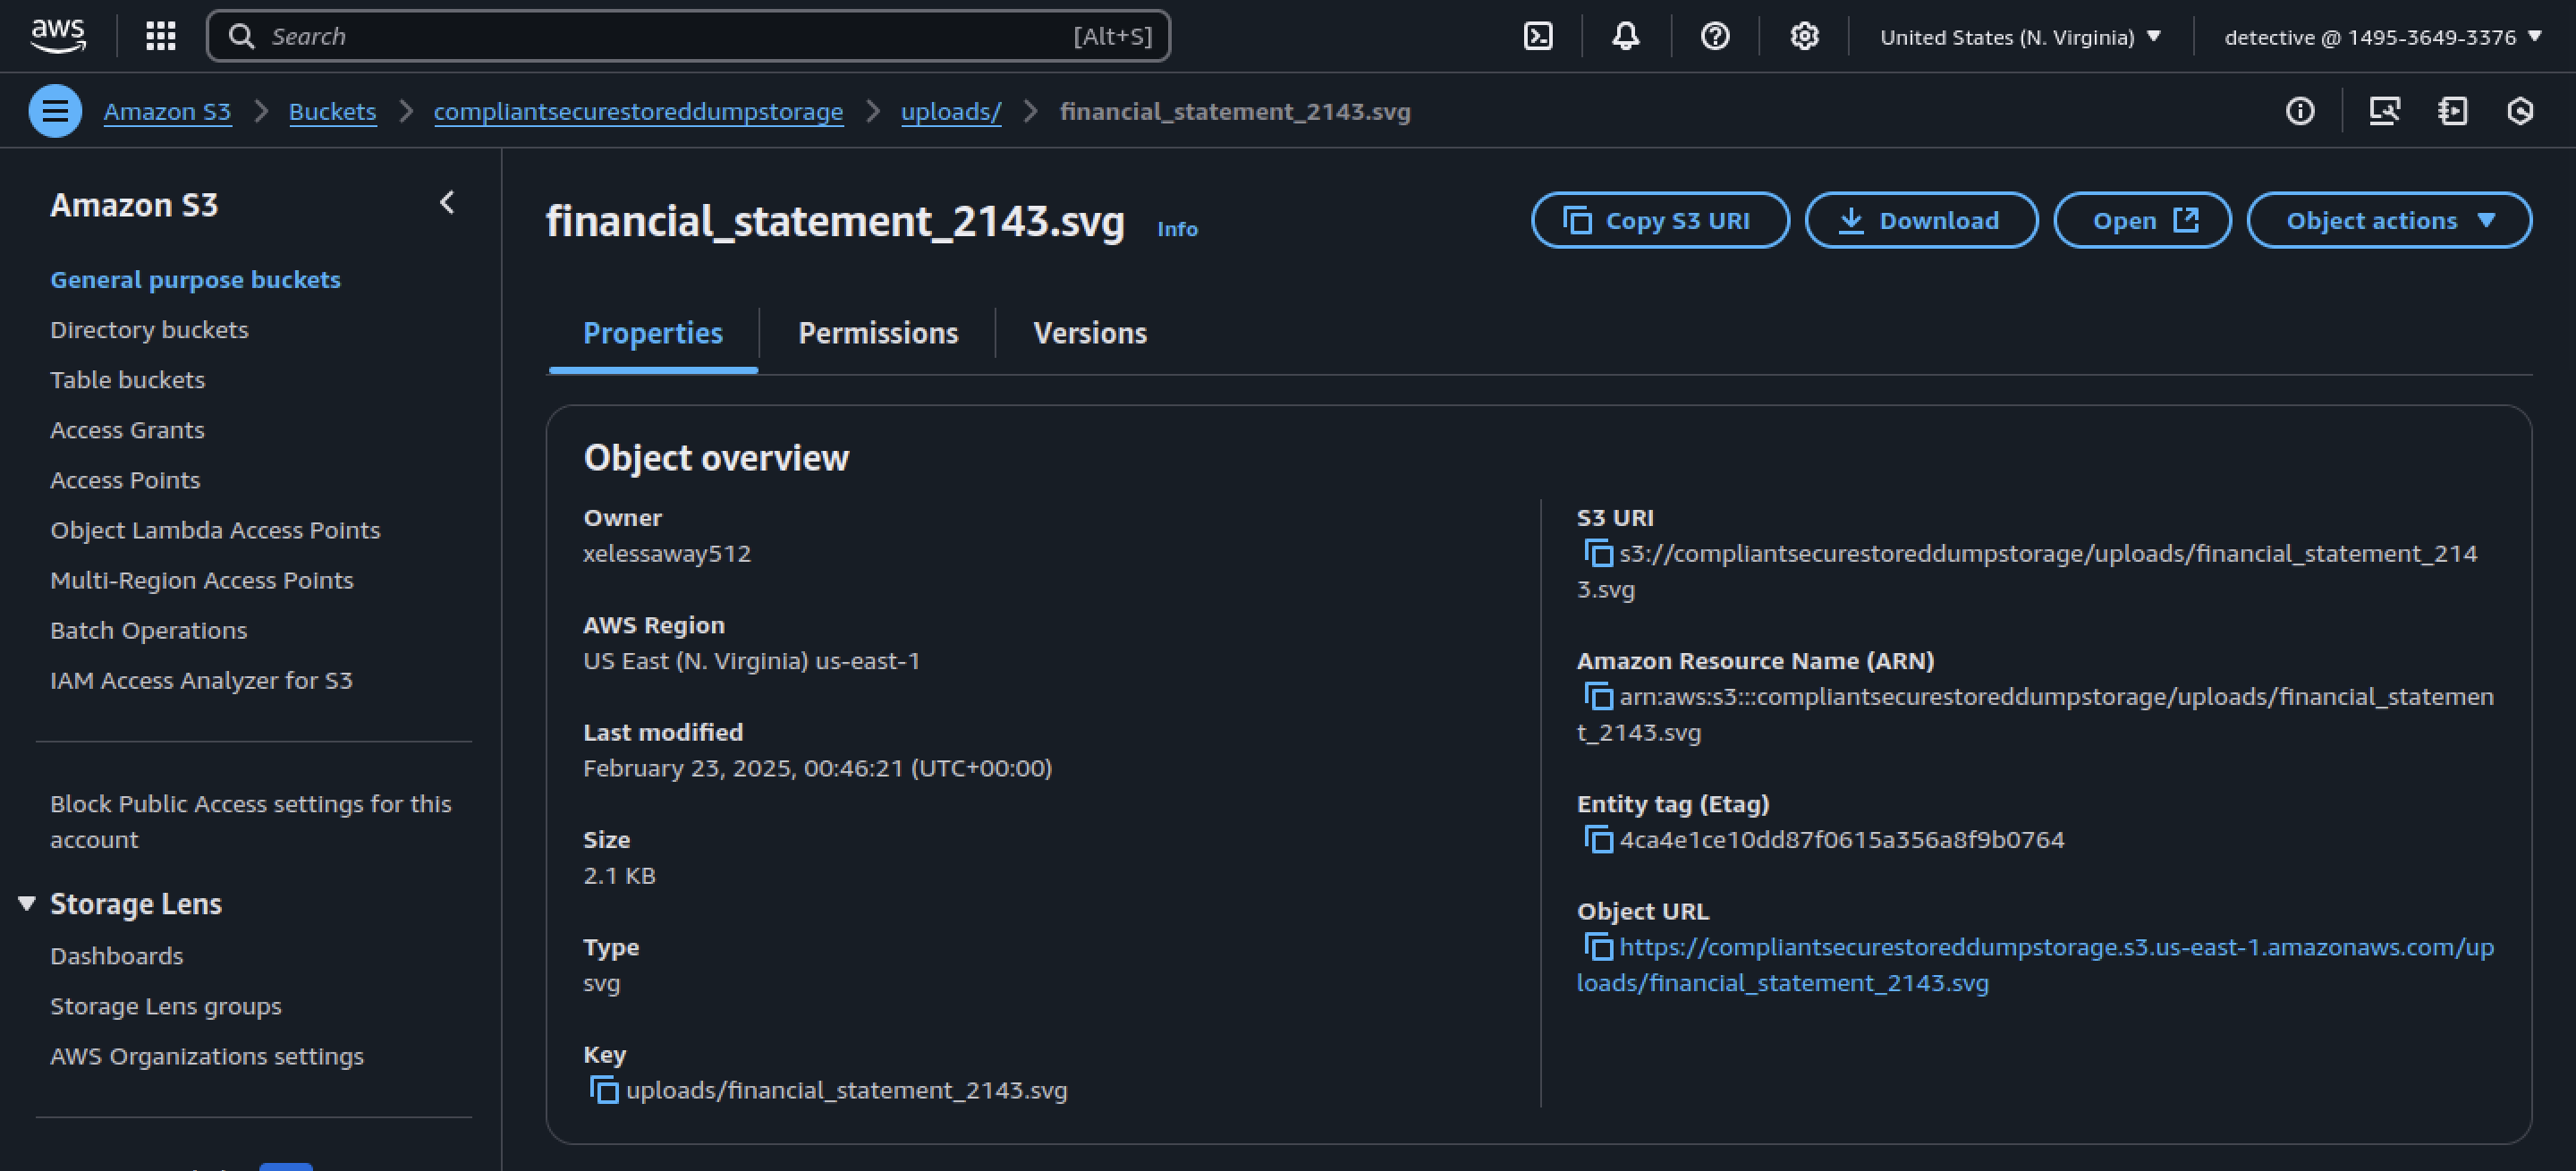 aws
Search [Alt+S]
United States (N. Virginia)
detective @ 1495-3649-3376
Amazon S3
Buckets
compliantsecurestoreddumpstorage
uploads/
financial_statement_2143.svg
Amazon S3
General purpose buckets
Directory buckets
Table buckets
Access Grants
Access Points
Object Lambda Access Points
Multi-Region Access Points
Batch Operations
IAM Access Analyzer for S3
Block Public Access settings for this
account
Storage Lens
Dashboards
Storage Lens groups
AWS Organizations settings
financial_statement_2143.svg Info
Copy S3 URI
Download
Open
Object actions
Properties
Permissions
Versions
Object overview
Owner
xelessaway512
AWS Region
US East (N. Virginia) us-east-1
Last modified
February 23, 2025, 00:46:21 (UTC+00:00)
Size
2.1 KB
Type
svg
Key
uploads/financial_statement_2143.svg
S3 URI
s3://compliantsecurestoreddumpstorage/uploads/financial_statement_214
3.svg
Amazon Resource Name (ARN)
arn:aws:s3:::compliantsecurestoreddumpstorage/uploads/financial_statemen
t_2143.svg
Entity tag (Etag)
4ca4e1ce10dd87f0615a356a8f9b0764
Object URL
https://compliantsecurestoreddumpstorage.s3.us-east-1.amazonaws.com/up
loads/financial_statement_2143.svg